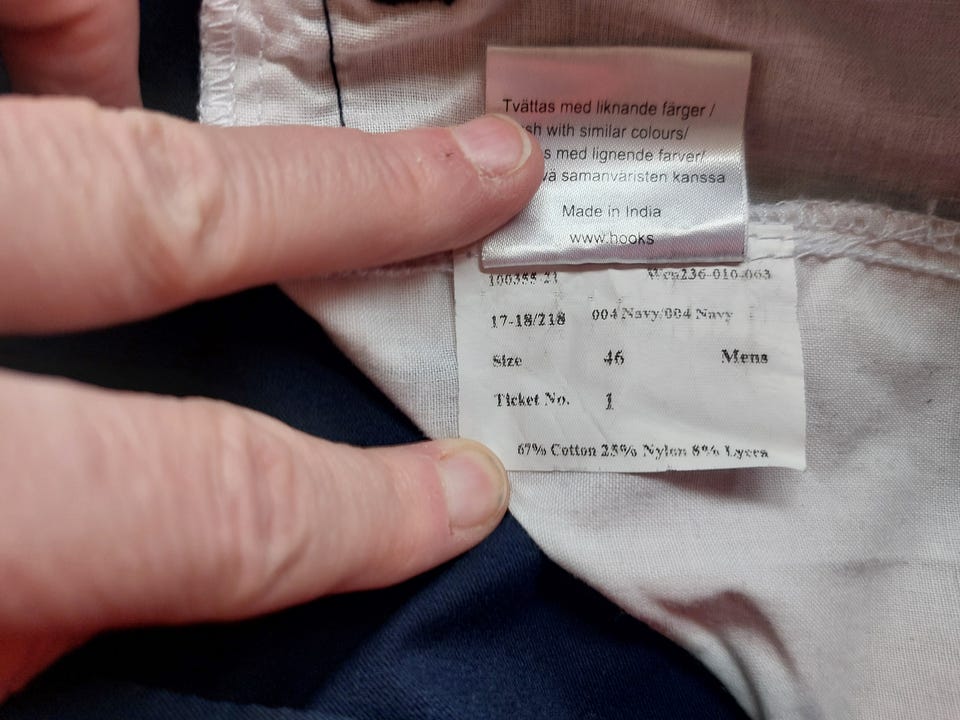 Tvättas med liknande färger /
sh with similar colours/
s med lignende farver/
vä samanväristen kanssa
Made in India
www.hooks
100355-21
17-18/218 004 Navy/004 Navy
Size 46 Mens
Ticket No. 1
67% Cotton 25% Nylon 8% Lycra